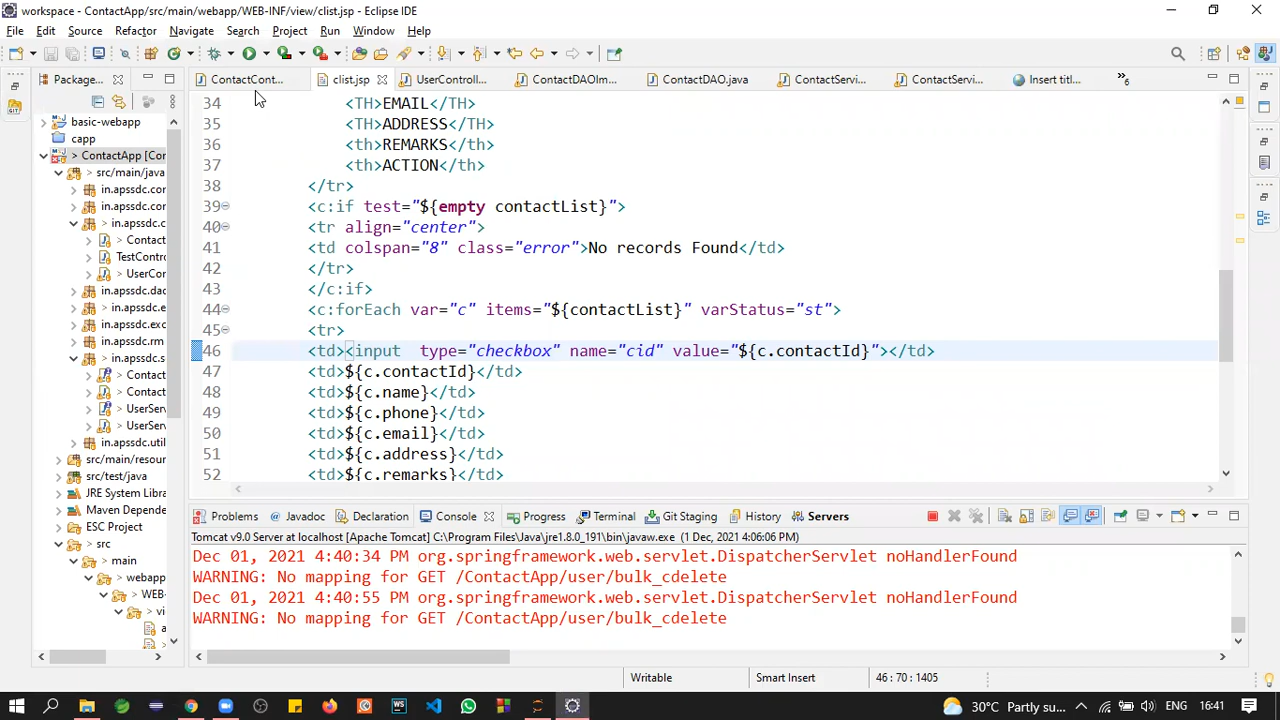 workspace - ContactApp/src/main/webapp/WEB-INF/view/clist.jsp - Eclipse IDE
File Edit Source Refactor Navigate Search Project Run Window Help
Package... ContactCont... clist.jsp UserControll... ContactDAOIm... ContactDAO.java ContactServi... ContactServi... Insert titl... »6
basic-webapp
capp
> ContactApp [Cor
> src/main/java
in.apssdc.cor
in.apssdc.cor
> in.apssdc.c
> Contact
TestContro
> UserCor
> in.apssdc.dac
> in.apssdc.e
in.apssdc.exc
> in.apssdc.rm
> in.apssdc.s
> Contact
> Contact
> UserSer
> UserSer
in.apssdc.util
> src/main/resour
src/test/java
JRE System Libra
Maven Depende
ESC Project
> src
> main
> webapp
> WEB-
> vi
34 <TH>EMAIL</TH>
35 <TH>ADDRESS</TH>
36 <th>REMARKS</th>
37 <th>ACTION</th>
38 </tr>
39 <c:if test="${empty contactList}">
40 <tr align="center">
41 <td colspan="8" class="error">No records Found</td>
42 </tr>
43 </c:if>
44 <c:forEach var="c" items="${contactList}" varStatus="st">
45 <tr>
46 <td><input type="checkbox" name="cid" value="${c.contactId}"></td>
47 <td>${c.contactId}</td>
48 <td>${c.name}</td>
49 <td>${c.phone}</td>
50 <td>${c.email}</td>
51 <td>${c.address}</td>
52 <td>${c.remarks}</td>
Problems Javadoc Declaration Console Progress Terminal Git Staging History Servers
Tomcat v9.0 Server at localhost [Apache Tomcat] C:\Program Files\Java\jre1.8.0_191\bin\javaw.exe (1 Dec, 2021 4:06:06 PM)
Dec 01, 2021 4:40:34 PM org.springframework.web.servlet.DispatcherServlet noHandlerFound
WARNING: No mapping for GET /ContactApp/user/bulk_cdelete
Dec 01, 2021 4:40:55 PM org.springframework.web.servlet.DispatcherServlet noHandlerFound
WARNING: No mapping for GET /ContactApp/user/bulk_cdelete
Writable Smart Insert 46 : 70 : 1405
30°C Partly su... ENG 16:41